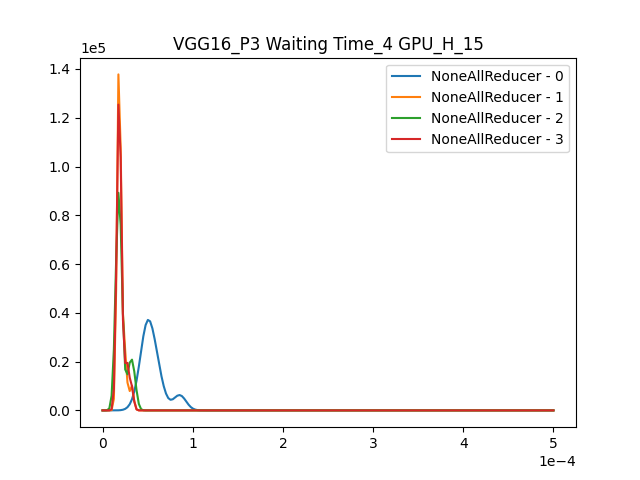 VGG16_P3 Waiting Time_4 GPU_H_15
1e5
NoneAllReducer - 0
NoneAllReducer - 1
NoneAllReducer - 2
NoneAllReducer - 3
1.4
1.2
1.0
0.8
0.6
0.4
0.2
0.0
0 1 2 3 4 5
1e−4